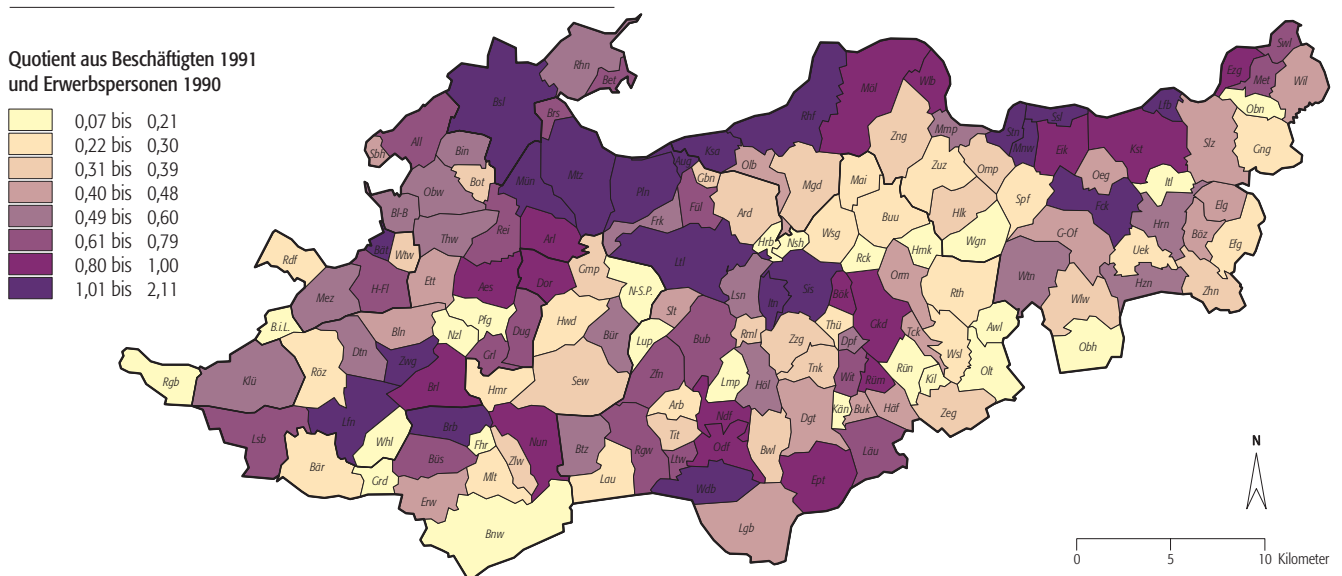 Quotient aus Beschäftigten 1991
und Erwerbspersonen 1990
0,07 bis 0,21
0,22 bis 0,30
0,31 bis 0,39
0,40 bis 0,48
0,49 bis 0,60
0,61 bis 0,79
0,80 bis 1,00
1,01 bis 2,11
Rhn
Bet
Bsl
Brs
All
Sbh
Bin
Bot
Obw
Mün
Mtz
Pln
Aug
Ksa
Gbn
Olb
Rhf
Möl
Wlb
Zng
Mmp
Stn
Mnw
Ssl
Eik
Lfb
Kst
Ezg
Swl
Met
Wil
Obn
Gng
Slz
Bl-B
Thw
Rei
Arl
Frk
Fül
Ard
Mgd
Mai
Zuz
Omp
Spf
Oeg
Itl
Fck
Hrn
Elg
Böz
Efg
Bät
Wtw
Rdf
H-Fl
Mez
Ett
Aes
Dor
Gmp
N-S.P.
Ltl
Hrb
Nsh
Wsg
Buu
Rck
Hmk
Hlk
Wgn
G-Of
Uek
Wtn
Hzn
Zhn
Wlw
Obh
B.i.L.
Bln
Nzl
Pfg
Dug
Grl
Hwd
Bür
Slt
Lup
Lsn
Itn
Sis
Bök
Orn
Rth
Awl
Olt
Wsl
Rgb
Klü
Röz
Dtn
Zwg
Brl
Hmr
Sew
Zfn
Bub
Rml
Zzg
Thü
Dpf
Gkd
Tck
Tnk
Rün
Kil
Zeg
Lmp
Höl
Wit
Rüm
Kän
Buk
Häf
Dgt
Läu
Lsb
Lfn
Bär
Whl
Grd
Brb
Fhr
Büs
Nun
Zlw
Mlt
Erw
Bnw
Btz
Lau
Rgw
Arb
Tit
Ltw
Ndf
Odf
Bwl
Wdb
Ept
Lgb
N
0 5 10 Kilometer